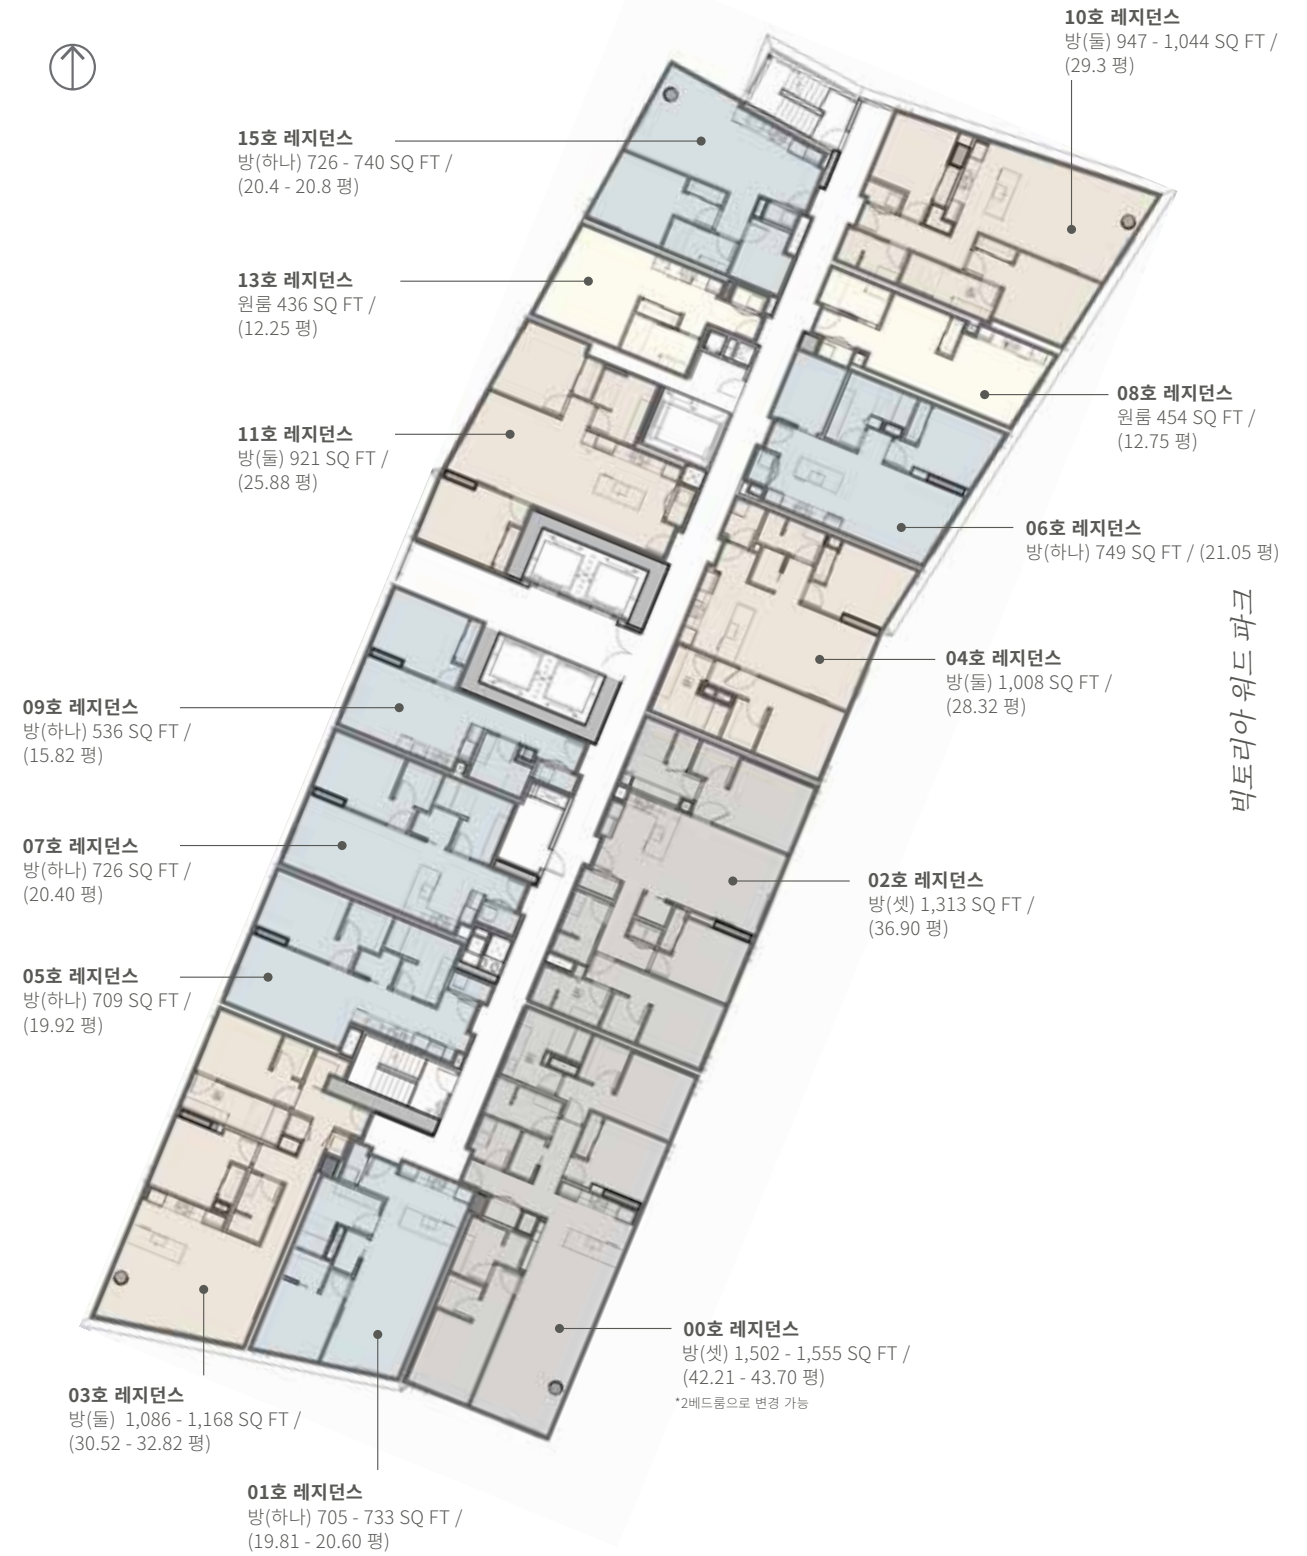 10호 레지던스
방(둘) 947 - 1,044 SQ FT /
(29.3 평)
15호 레지던스
방(하나) 726 - 740 SQ FT /
(20.4 - 20.8 평)
13호 레지던스
원룸 436 SQ FT /
(12.25 평)
08호 레지던스
원룸 454 SQ FT /
(12.75 평)
11호 레지던스
방(둘) 921 SQ FT /
(25.88 평)
06호 레지던스
방(하나) 749 SQ FT / (21.05 평)
빅토리아 워드 파크
04호 레지던스
방(둘) 1,008 SQ FT /
(28.32 평)
09호 레지던스
방(하나) 536 SQ FT /
(15.82 평)
07호 레지던스
방(하나) 726 SQ FT /
(20.40 평)
02호 레지던스
방(셋) 1,313 SQ FT /
(36.90 평)
05호 레지던스
방(하나) 709 SQ FT /
(19.92 평)
00호 레지던스
방(셋) 1,502 - 1,555 SQ FT /
(42.21 - 43.70 평)
*2베드룸으로 변경 가능
03호 레지던스
방(둘) 1,086 - 1,168 SQ FT /
(30.52 - 32.82 평)
01호 레지던스
방(하나) 705 - 733 SQ FT /
(19.81 - 20.60 평)